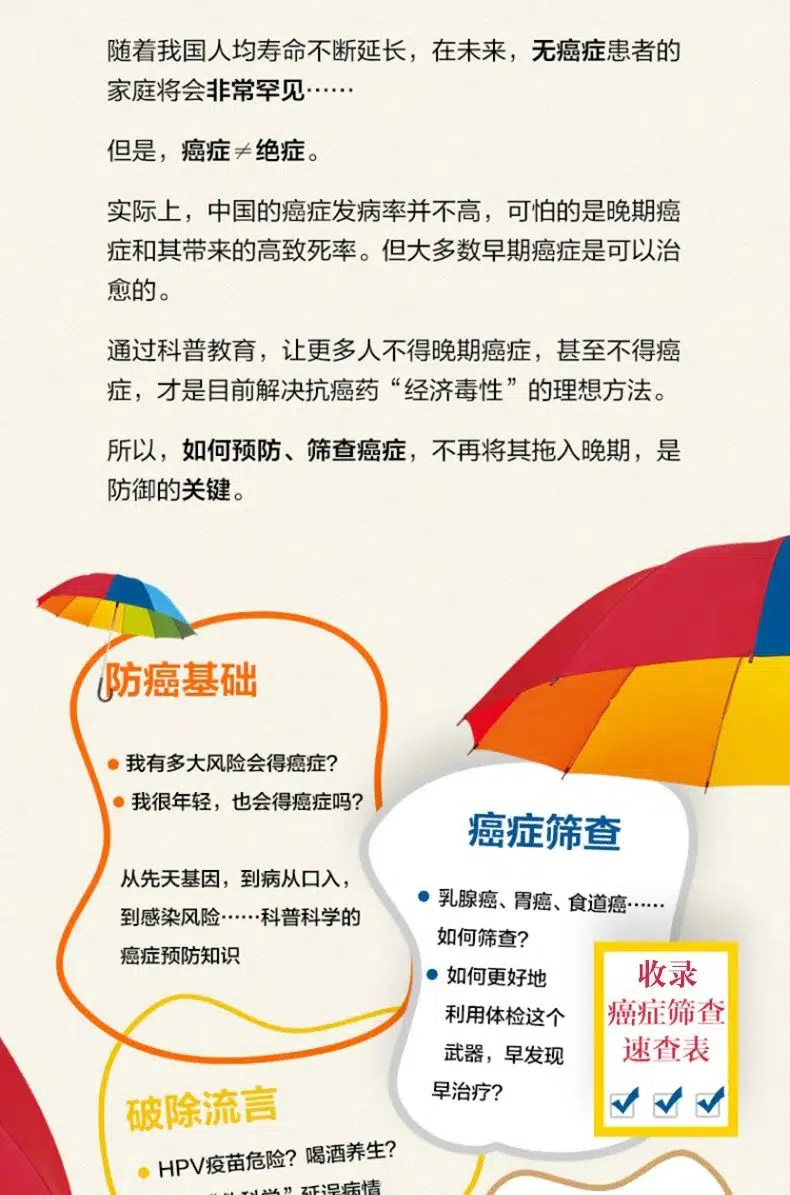 随着我国人均寿命不断延长，在未来，无癌症患者的
家庭将会非常罕见……
但是，癌症≠绝症。
实际上，中国的癌症发病率并不高，可怕的是晚期癌
症和其带来的高致死率。但大多数早期癌症是可以治
愈的。
通过科普教育，让更多人不得晚期癌症，甚至不得癌
症，才是目前解决抗癌药“经济毒性”的理想方法。
所以，如何预防、筛查癌症，不再将其拖入晚期，是
防御的关键。
防癌基础
我有多大风险会得癌症？
我很年轻，也会得癌症吗？
从先天基因，到病从口入，
到感染风险……科普科学的
癌症预防知识
癌症筛查
乳腺癌、胃癌、食道癌……
如何筛查？
如何更好地
利用体检这个
武器，早发现
早治疗？
收录
癌症筛查
速查表
破除流言
HPV疫苗危险？喝酒养生？
延误病情